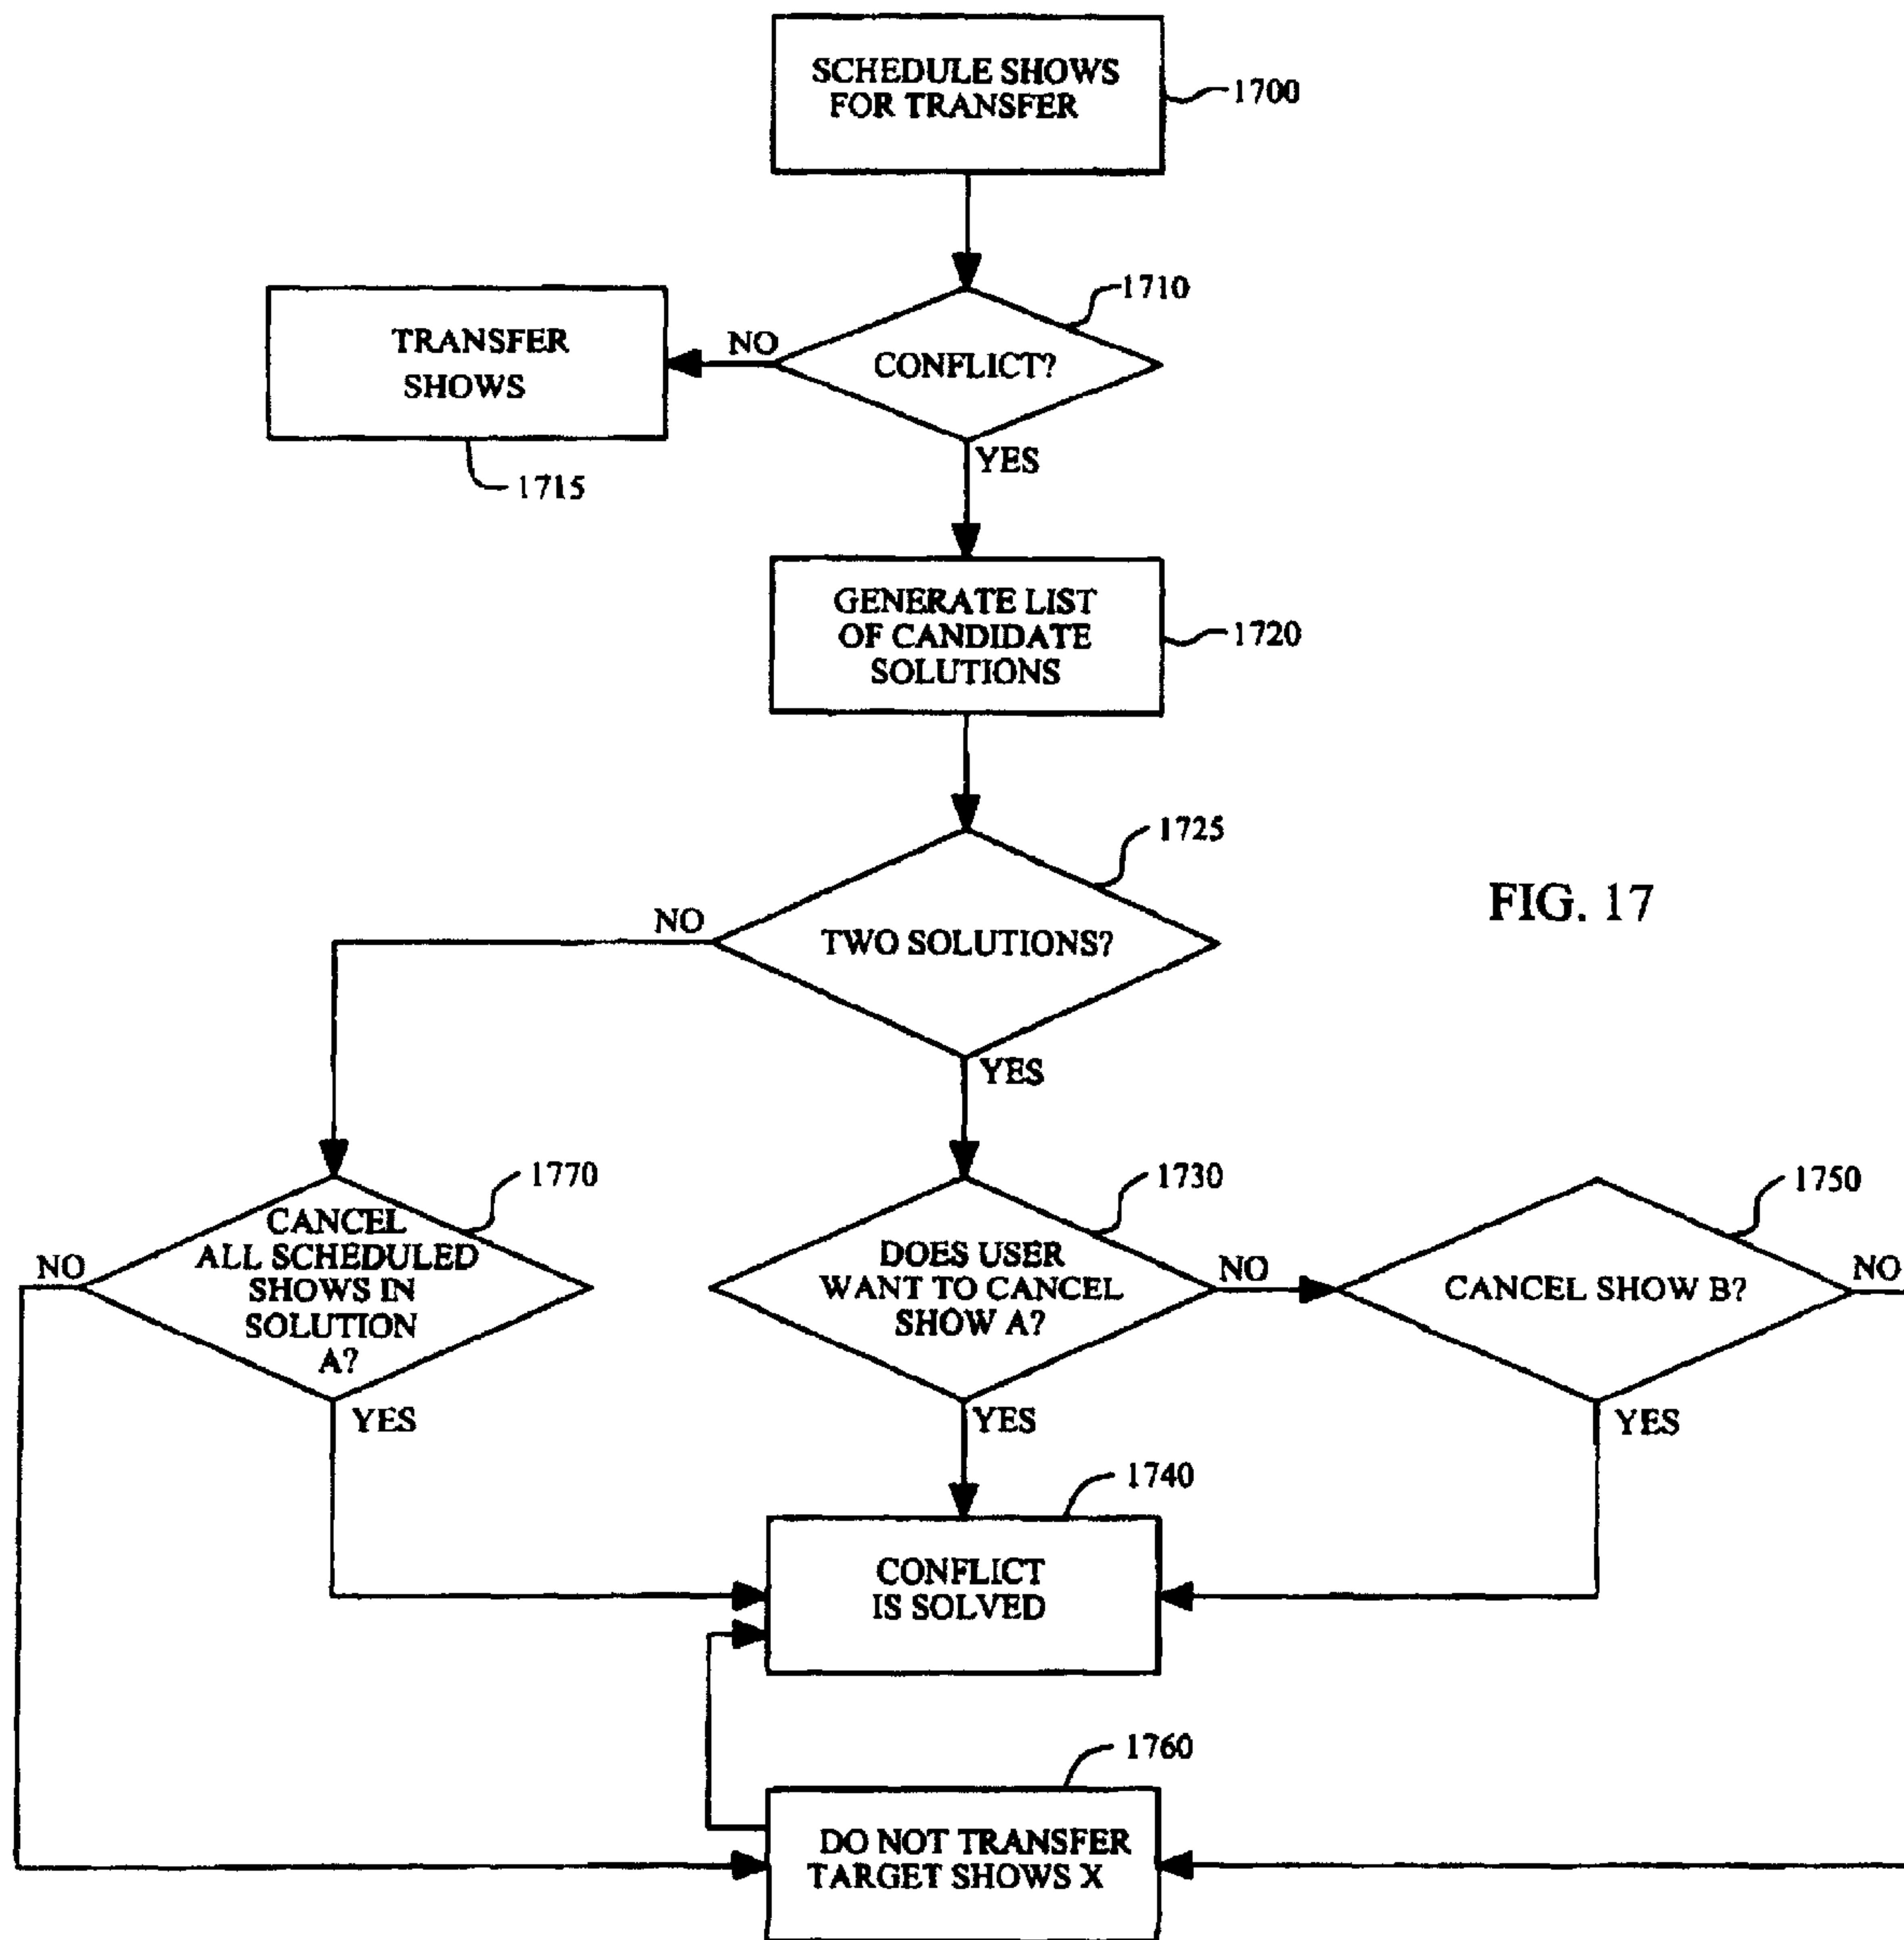 SCHEDULE SHOWS
FOR TRANSFER
1700
1710
TRANSFER
SHOWS
NO
CONFLICT?
1715
YES
GENERATE LIST
OF CANDIDATE
SOLUTIONS
1720
1725
FIG. 17
NO
TWO SOLUTIONS?
YES
1770
1730
1750
NO
CANCEL
ALL SCHEDULED
SHOWS IN
SOLUTION
A?
DOES USER
WANT TO CANCEL
SHOW A?
NO
CANCEL SHOW B?
NO
YES
YES
YES
1740
CONFLICT
IS SOLVED
1760
DO NOT TRANSFER
TARGET SHOWS X